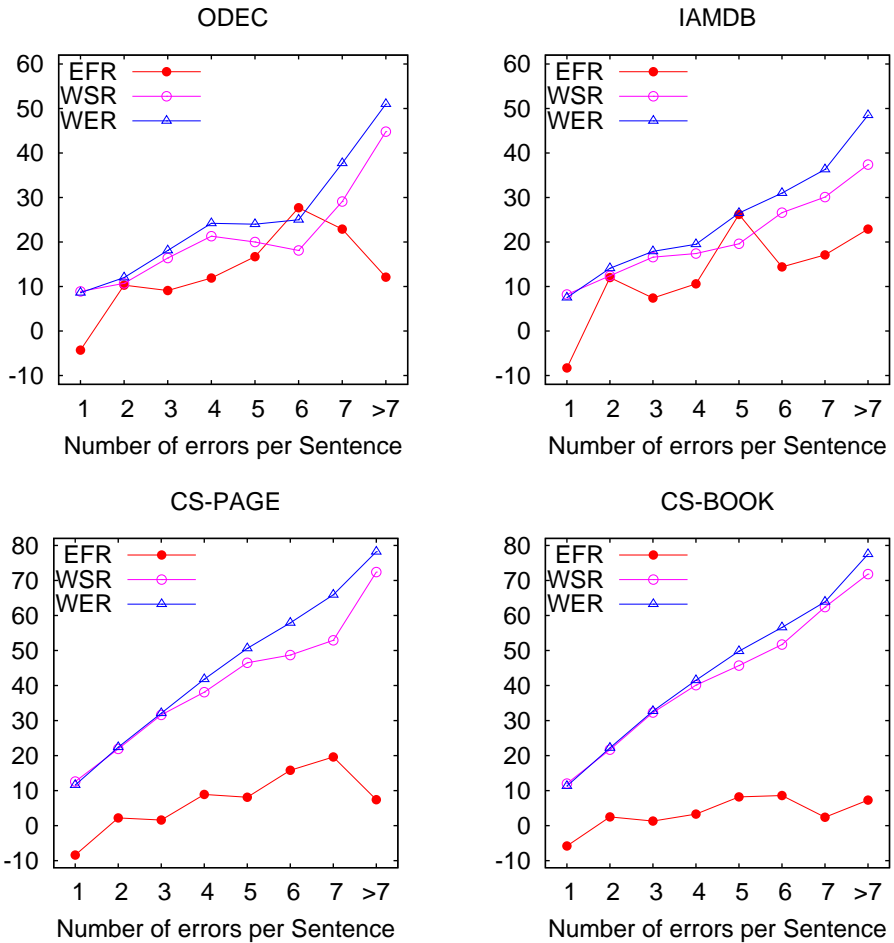 ODEC
60
50
40
30
20
10
0
-10
EFR
WSR
WER
1 2 3 4 5 6 7 >7
Number of errors per Sentence
IAMDB
60
50
40
30
20
10
0
-10
EFR
WSR
WER
1 2 3 4 5 6 7 >7
Number of errors per Sentence
CS-PAGE
80
70
60
50
40
30
20
10
0
-10
EFR
WSR
WER
1 2 3 4 5 6 7 >7
Number of errors per Sentence
CS-BOOK
80
70
60
50
40
30
20
10
0
-10
EFR
WSR
WER
1 2 3 4 5 6 7 >7
Number of errors per Sentence